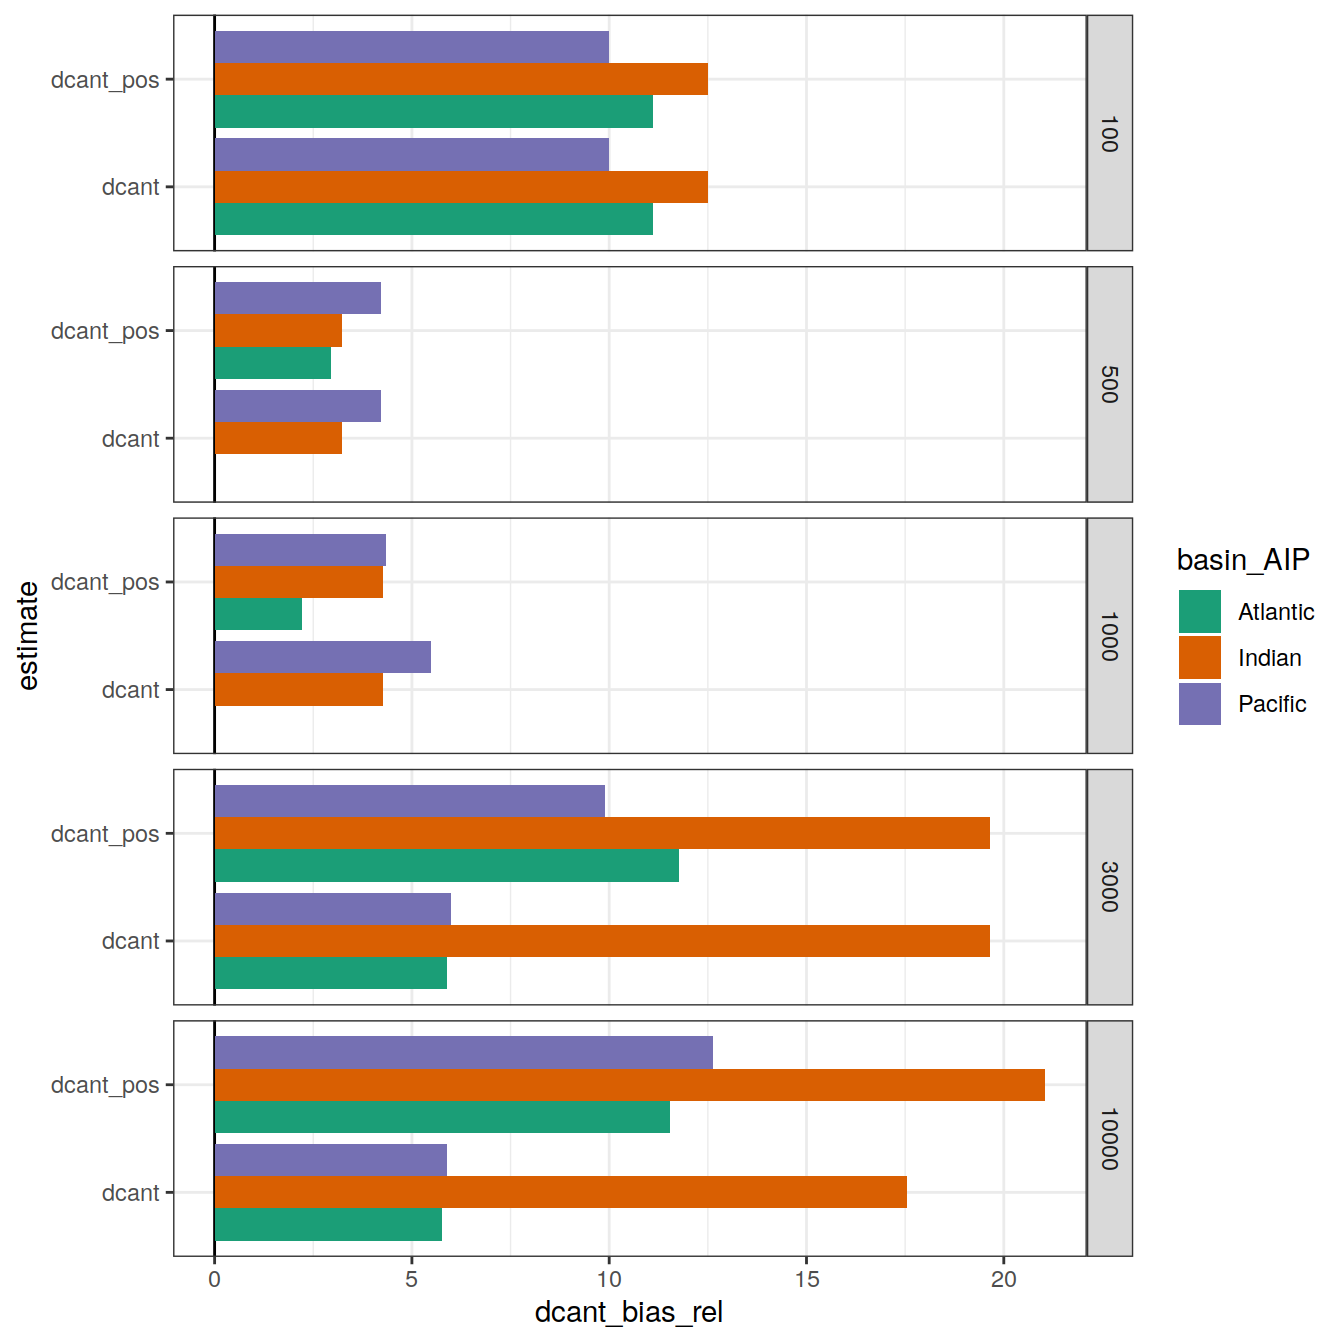 dcant_pos
dcant
100
dcant_pos
dcant
500
dcant_pos
dcant
1000
dcant_pos
dcant
3000
dcant_pos
dcant
10000
estimate
0 5 10 15 20
dcant_bias_rel
basin_AIP
Atlantic
Indian
Pacific